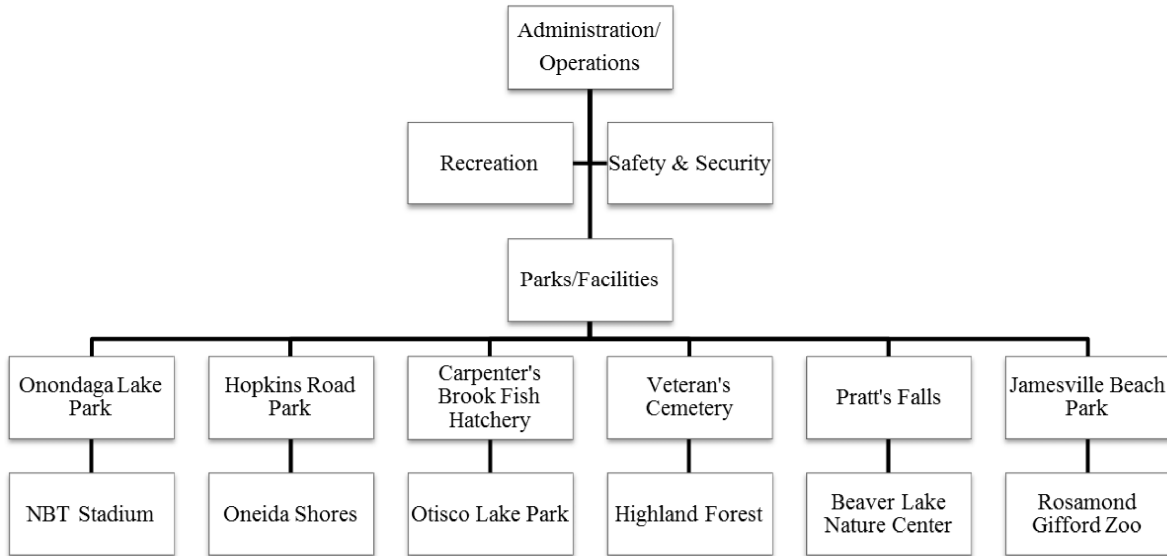 Administration/
Operations
Recreation
Safety & Security
Parks/Facilities
Onondaga Lake
Park
Hopkins Road
Park
Carpenter's
Brook Fish
Hatchery
Veteran's
Cemetery
Pratt's Falls
Jamesville Beach
Park
NBT Stadium
Oneida Shores
Otisco Lake Park
Highland Forest
Beaver Lake
Nature Center
Rosamond
Gifford Zoo